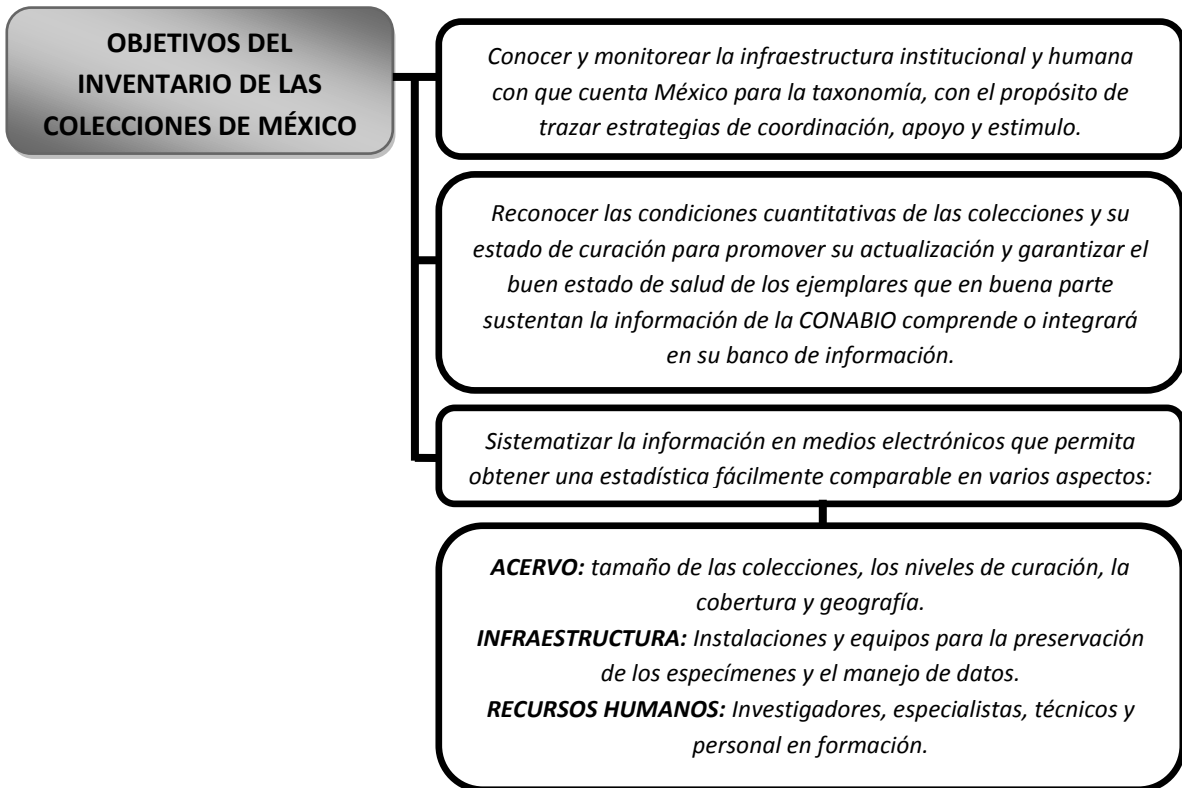 OBJETIVOS DEL
INVENTARIO DE LAS
COLECCIONES DE MÉXICO
Conocer y monitorear la infraestructura institucional y humana
con que cuenta México para la taxonomía, con el propósito de
trazar estrategias de coordinación, apoyo y estimulo.
Reconocer las condiciones cuantitativas de las colecciones y su
estado de curación para promover su actualización y garantizar el
buen estado de salud de los ejemplares que en buena parte
sustentan la información de la CONABIO comprende o integrará
en su banco de información.
Sistematizar la información en medios electrónicos que permita
obtener una estadística fácilmente comparable en varios aspectos:
ACERVO: tamaño de las colecciones, los niveles de curación, la
cobertura y geografía.
INFRAESTRUCTURA: Instalaciones y equipos para la preservación
de los especímenes y el manejo de datos.
RECURSOS HUMANOS: Investigadores, especialistas, técnicos y
personal en formación.